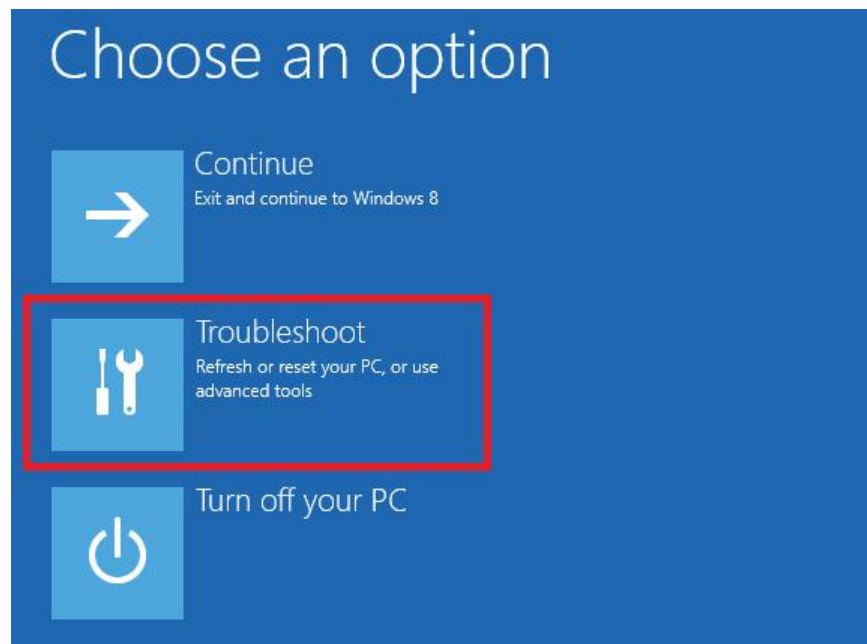 Choose an option
Continue
Exit and continue to Windows 8
Troubleshoot
Refresh or reset your PC, or use
advanced tools
Turn off your PC